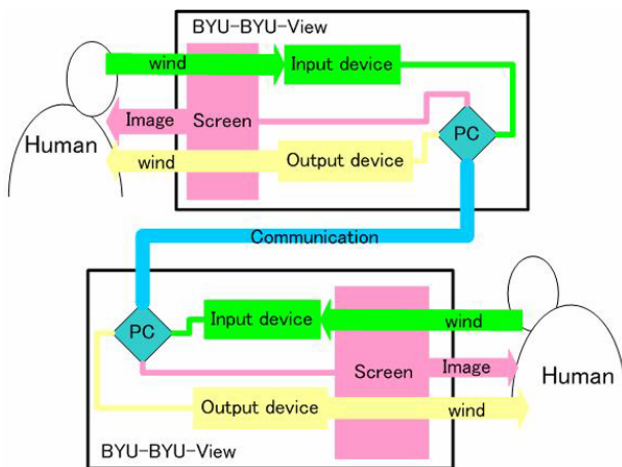 BYU-BYU-View
wind
Input device
Image
Screen
PC
Human
wind
Output device
Communication
PC
Input device
wind
Screen
Image
Human
Output device
wind
BYU-BYU-View